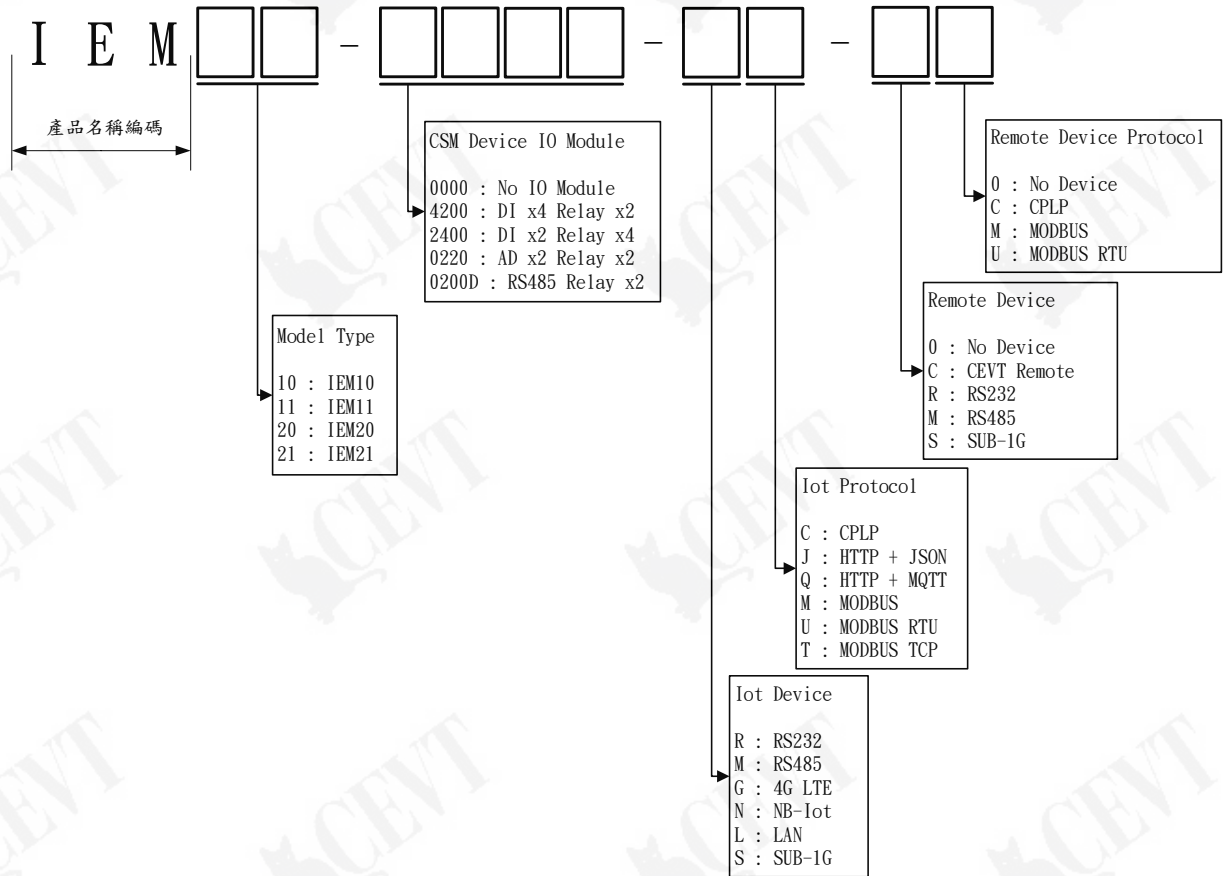 IEM - - -
產品名稱編碼
CSM Device IO Module
0000 : No IO Module
4200 : DI x4 Relay x2
2400 : DI x2 Relay x4
0220 : AD x2 Relay x2
0200D : RS485 Relay x2
Remote Device Protocol
0 : No Device
C : CPLP
M : MODBUS
U : MODBUS RTU
Remote Device
0 : No Device
C : CEVT Remote
R : RS232
M : RS485
S : SUB-1G
Model Type
10 : IEM10
11 : IEM11
20 : IEM20
21 : IEM21
Iot Protocol
C : CPLP
J : HTTP + JSON
Q : HTTP + MQTT
M : MODBUS
U : MODBUS RTU
T : MODBUS TCP
Iot Device
R : RS232
M : RS485
G : 4G LTE
N : NB-Iot
L : LAN
S : SUB-1G
CEVT